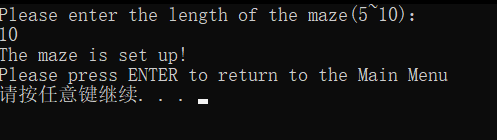 Please enter the length of the maze(5~10):
10
The maze is set up!
Please press ENTER to return to the Main Menu
请按任意键继续. . .